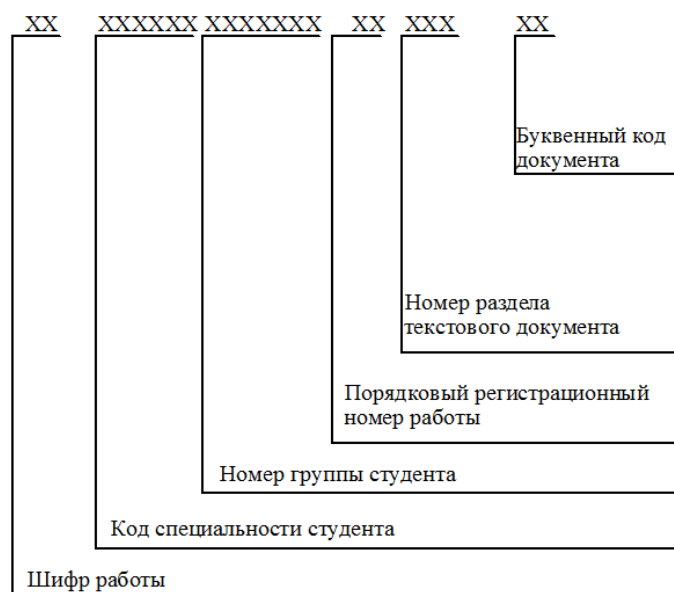 XX XXXXXX XXXXXXX XX XXX XX
Буквенный код
документа
Номер раздела
текстового документа
Порядковый регистрационный
номер работы
Номер группы студента
Код специальности студента
Шифр работы